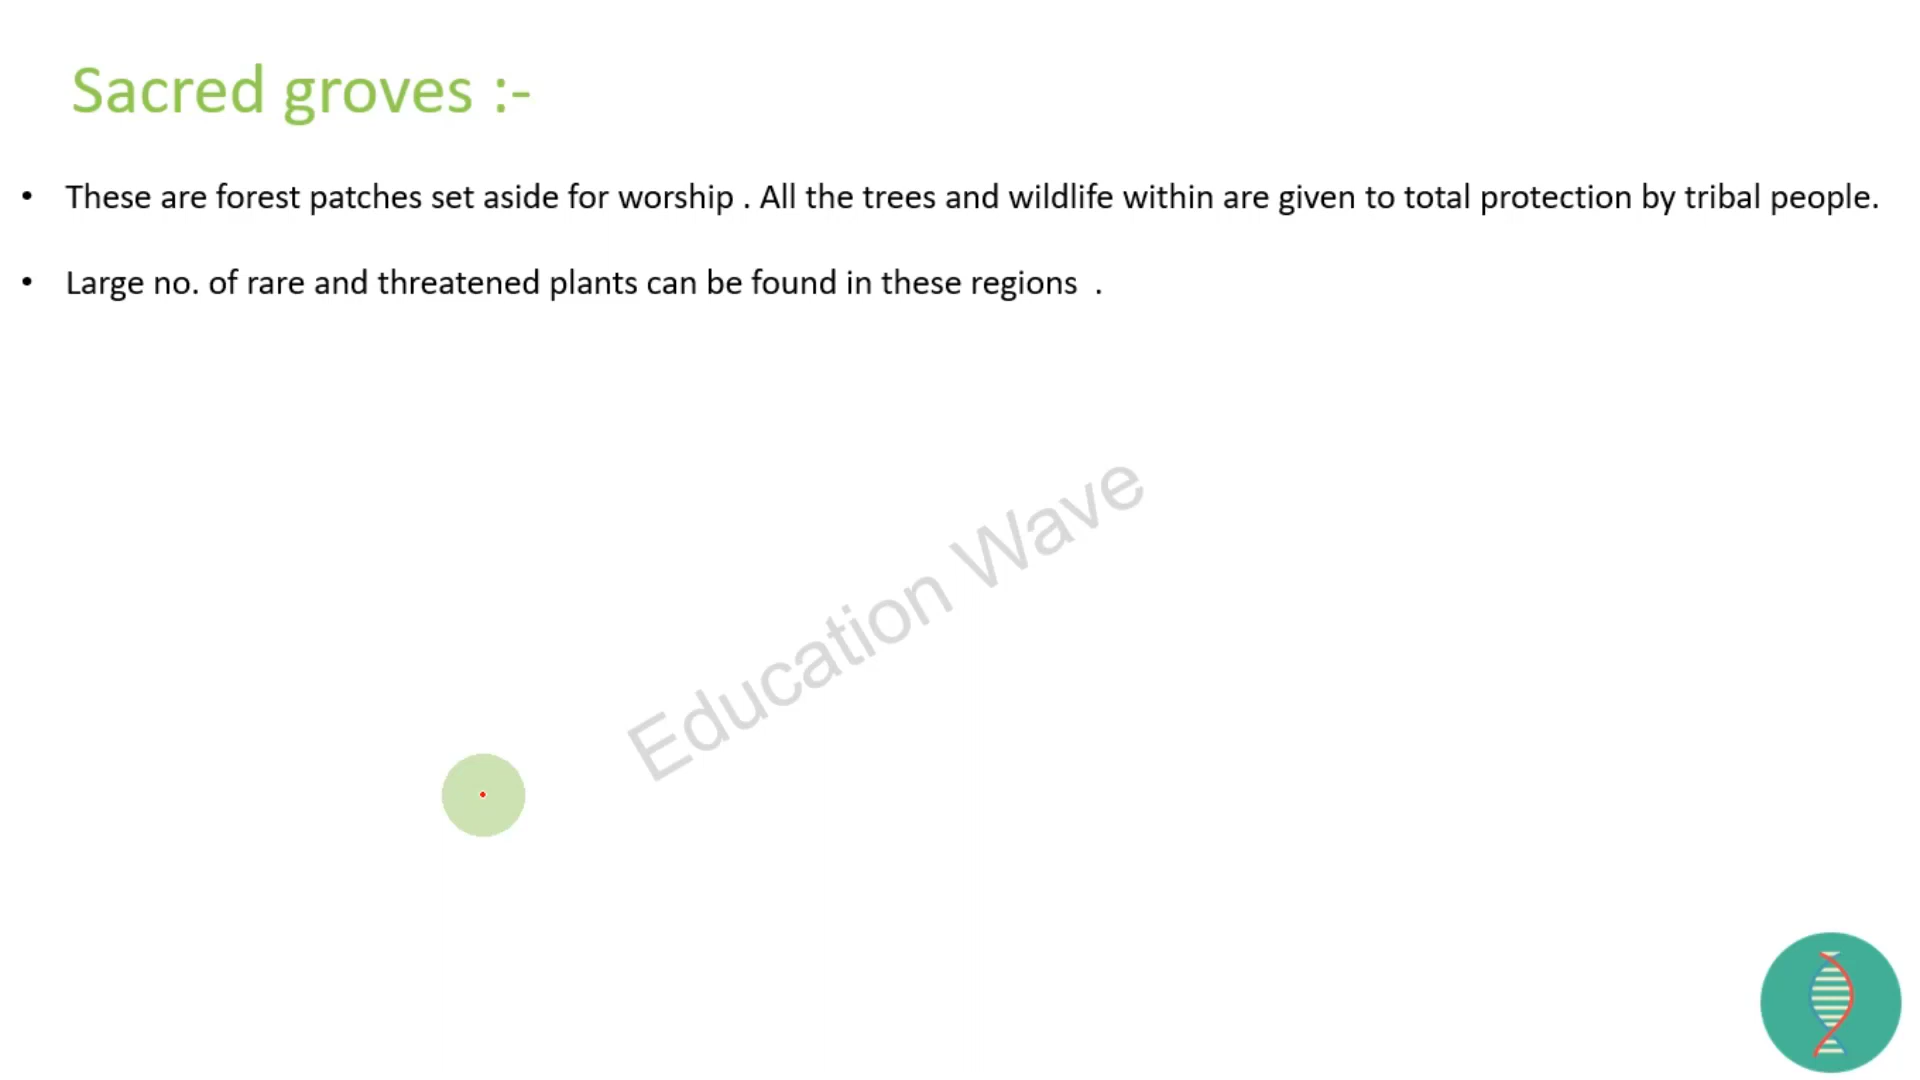 Sacred groves :-
• These are forest patches set aside for worship . All the trees and wildlife within are given to total protection by tribal people.
• Large no. of rare and threatened plants can be found in these regions  .
Education Wave